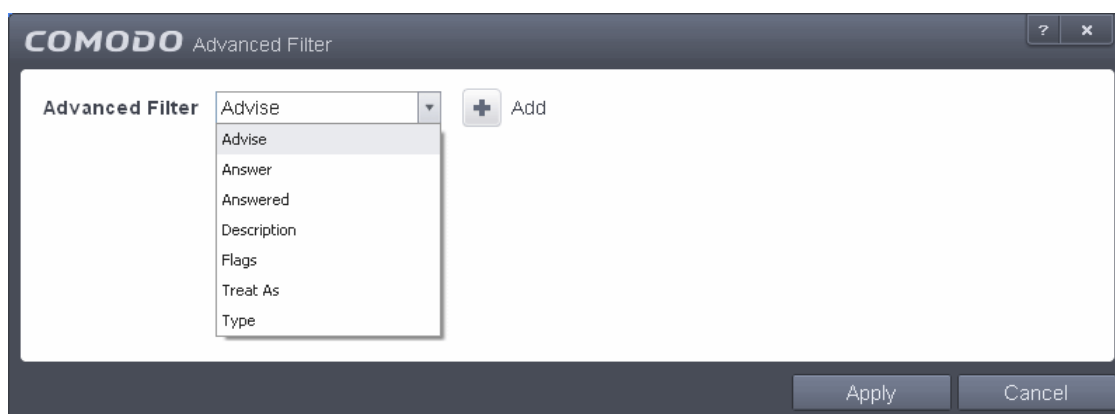 COMODO Advanced Filter ? x
Advanced Filter Advise + Add
Advise
Answer
Answered
Description
Flags
Treat As
Type
Apply Cancel